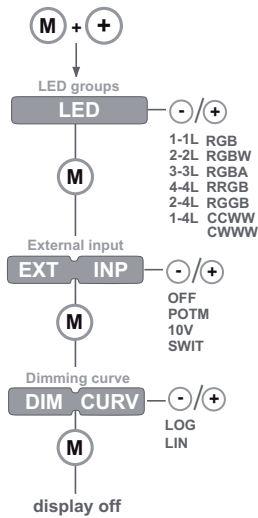 M + +
LED groups
LED - / +
1-1L RGB
2-2L RGBW
3-3L RGBA
4-4L RRGB
2-4L RGGB
1-4L CCWW
CWWW
M
External input
EXT INP - / +
OFF
POTM
10V
SWIT
M
Dimming curve
DIM CURV - / +
LOG
LIN
M
display off